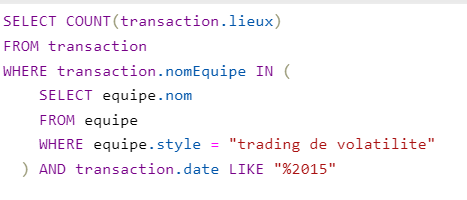 SELECT COUNT(transaction.lieux)
FROM transaction
WHERE transaction.nomEquipe IN (
SELECT equipe.nom
FROM equipe
WHERE equipe.style = "trading de volatilite"
) AND transaction.date LIKE "%2015"